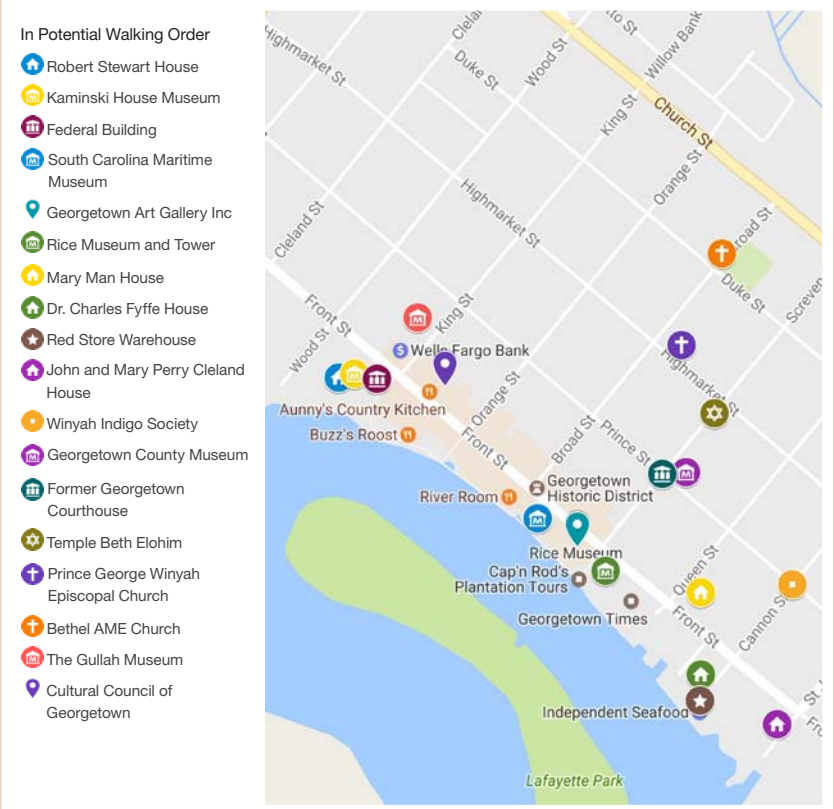 In Potential Walking Order
Robert Stewart House
Kaminski House Museum
Federal Building
South Carolina Maritime
Museum
Georgetown Art Gallery Inc
Rice Museum and Tower
Mary Man House
Dr. Charles Fyffe House
Red Store Warehouse
John and Mary Perry Cleland
House
Winyah Indigo Society
Georgetown County Museum
Former Georgetown
Courthouse
Temple Beth Elohim
Prince George Winyah
Episcopal Church
Bethel AME Church
The Gullah Museum
Cultural Council of
Georgetown
Highmarket St
Clela
Duke St
Wood St
tto St
Willow Bank
King St
Church St
Orange St
Highmarket St
Cleland St
road St
Duke St
Screven
Front St
Wood St
King St
Wells Fargo Bank
Highmarket St
Aunny's Country Kitchen
Orange St
Buzz's Roost
Front St
Broad St
Prince St
River Room
Georgetown
Historic District
Rice Museum
Cap'n Rod's
Plantation Tours
Queen St
Georgetown Times
Front St
Cannon S
Independent Seafood
St. J
Fro
Lafayette Park